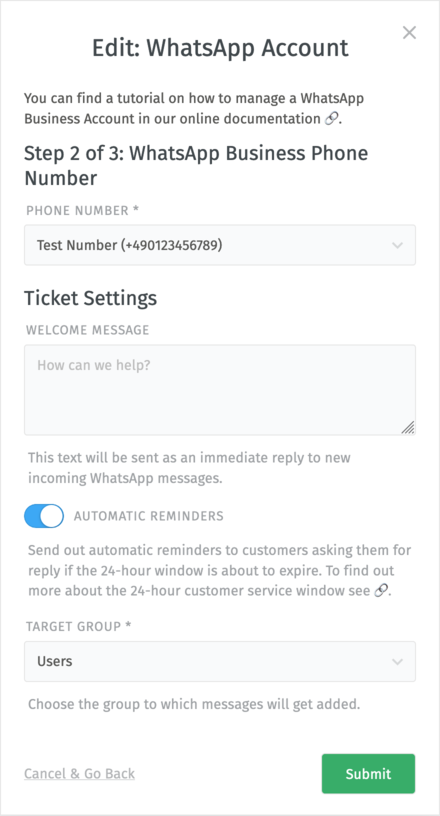 Edit: WhatsApp Account
You can find a tutorial on how to manage a WhatsApp
Business Account in our online documentation 🔗.
Step 2 of 3: WhatsApp Business Phone
Number
PHONE NUMBER *
Test Number (+490123456789)
Ticket Settings
WELCOME MESSAGE
How can we help?
This text will be sent as an immediate reply to new
incoming WhatsApp messages.
AUTOMATIC REMINDERS
Send out automatic reminders to customers asking them for
reply if the 24-hour window is about to expire. To find out
more about the 24-hour customer service window see 🔗.
TARGET GROUP *
Users
Choose the group to which messages will get added.
Cancel & Go Back
Submit